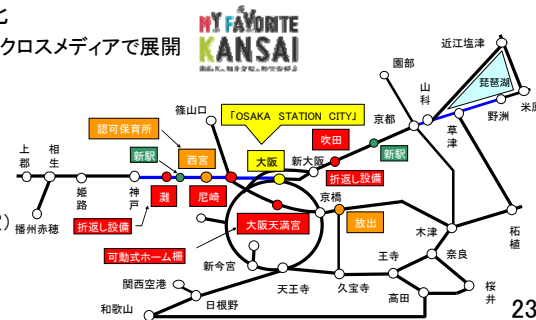 と
クロスメディアで展開
MY FAVORITE
KANSAI
近江塩津
園部
琵琶湖
山科
米原
野洲
京都
草津
篠山口
「OSAKA STATION CITY」
認可保育所
吹田
新駅
新駅
上郡
相生
西宮
大阪
新大阪
折返し設備
姫路
神戸
灘
尼崎
京橋
折返し設備
大阪天満宮
放出
播州赤穂
木津
柘植
可動式ホーム柵
奈良
新今宮
王寺
関西空港
天王寺
久宝寺
桜井
日根野
高田
和歌山
23